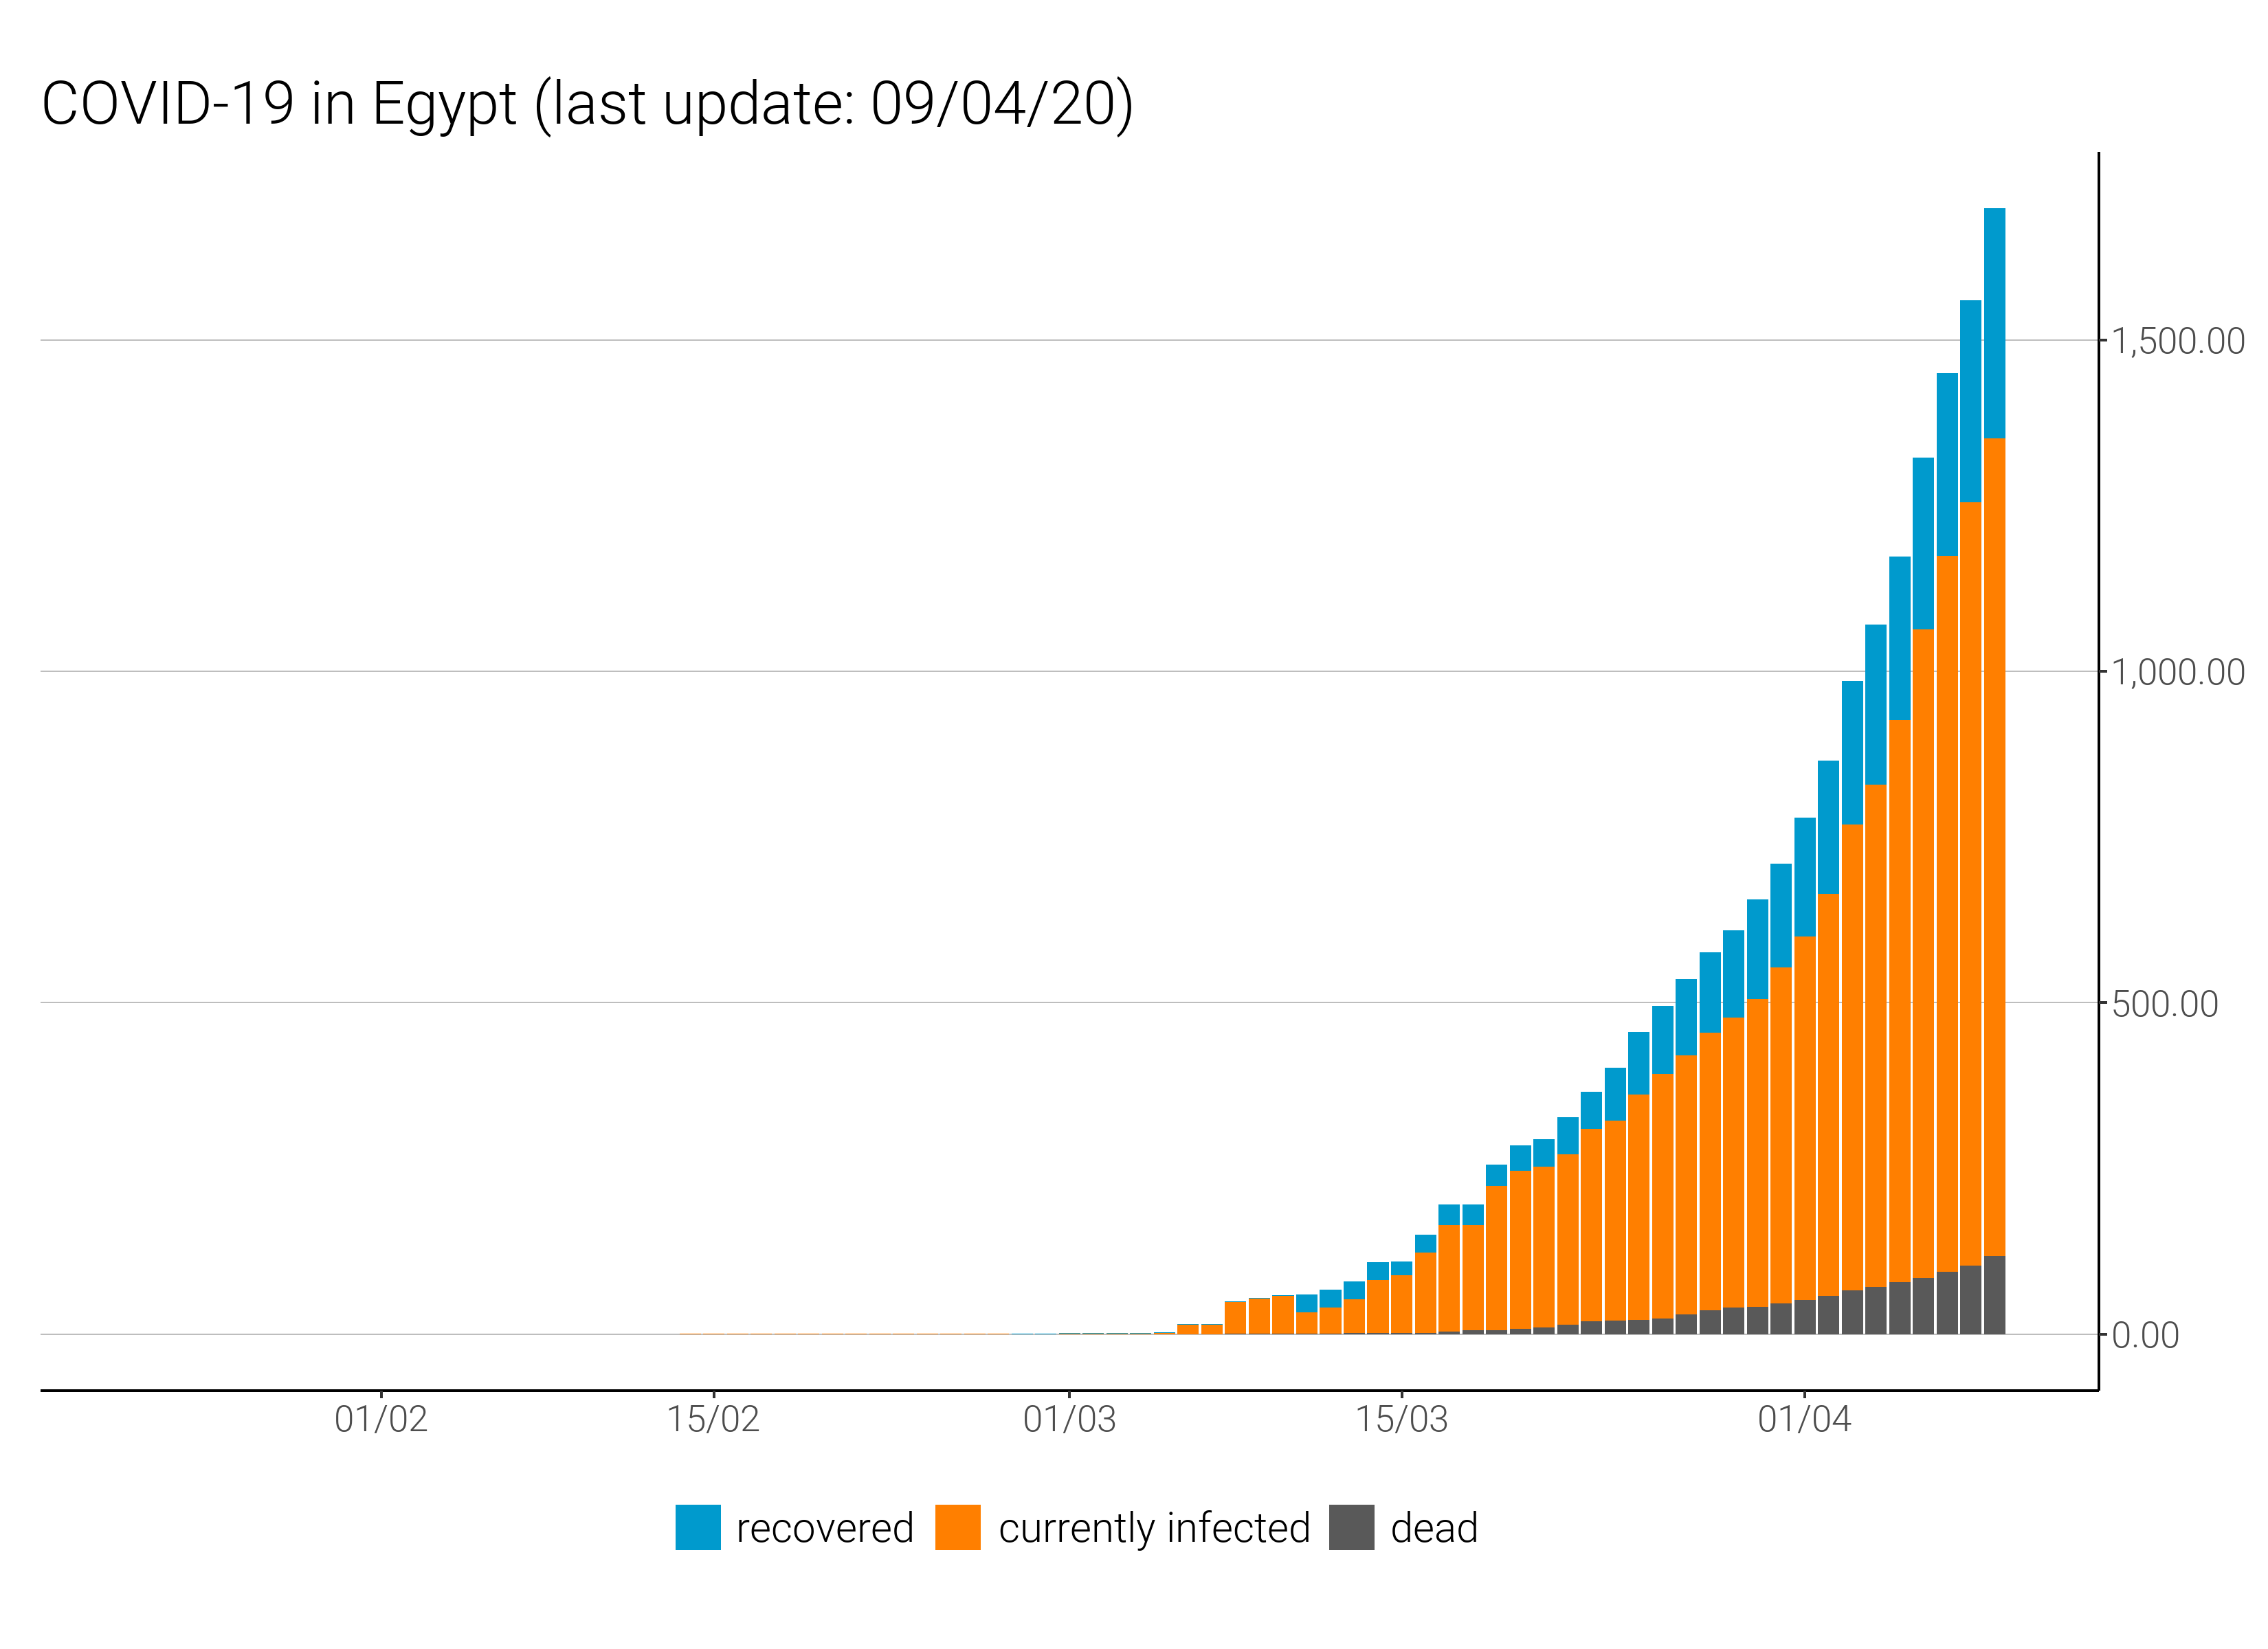 COVID-19 in Egypt (last update: 09/04/20)
1,500.00
1,000.00
500.00
0.00
01/02 15/02 01/03 15/03 01/04
recovered currently infected dead